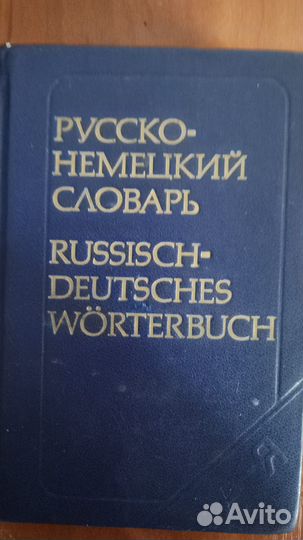 РУССКО-
НЕМЕЦКИЙ
СЛОВАРЬ
RUSSISCH-
DEUTSCHES
WÖRTERBUCH
Avito